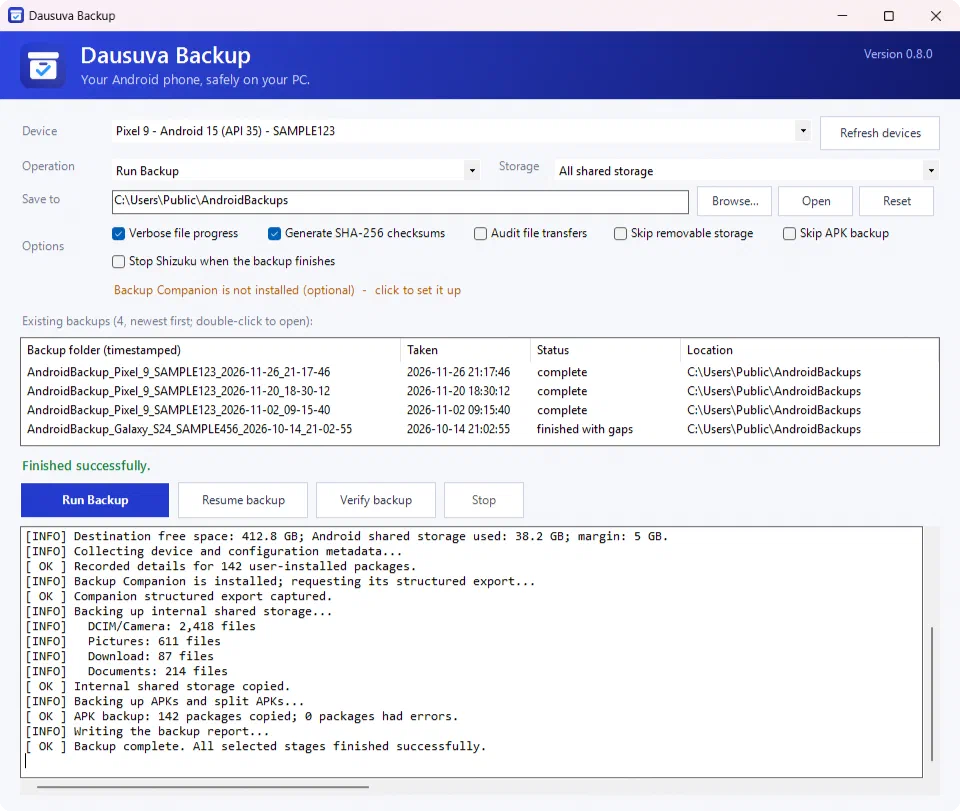 Dausuva Backup
Dausuva Backup
Your Android phone, safely on your PC.
Version 0.8.0
Device
Pixel 9 - Android 15 (API 35) - SAMPLE123
Refresh devices
Operation
Run Backup
Storage
All shared storage
Save to
C:\Users\Public\AndroidBackups
Browse...
Open
Reset
Options
Verbose file progress
Generate SHA-256 checksums
Audit file transfers
Skip removable storage
Skip APK backup
Stop Shizuku when the backup finishes
Backup Companion is not installed (optional) - click to set it up
Existing backups (4, newest first; double-click to open):
Backup folder (timestamped) Taken Status Location
AndroidBackup_Pixel_9_SAMPLE123_2026-11-26_21-17-46 2026-11-26 21:17:46 complete C:\Users\Public\AndroidBackups
AndroidBackup_Pixel_9_SAMPLE123_2026-11-20_18-30-12 2026-11-20 18:30:12 complete C:\Users\Public\AndroidBackups
AndroidBackup_Pixel_9_SAMPLE123_2026-11-02_09-15-40 2026-11-02 09:15:40 complete C:\Users\Public\AndroidBackups
AndroidBackup_Galaxy_S24_SAMPLE456_2026-10-14_21-02-55 2026-10-14 21:02:55 finished with gaps C:\Users\Public\AndroidBackups
Finished successfully.
Run Backup
Resume backup
Verify backup
Stop
[INFO] Destination free space: 412.8 GB; Android shared storage used: 38.2 GB; margin: 5 GB.
[INFO] Collecting device and configuration metadata...
[ OK ] Recorded details for 142 user-installed packages.
[INFO] Backup Companion is installed; requesting its structured export...
[ OK ] Companion structured export captured.
[INFO] Backing up internal shared storage...
[INFO]   DCIM/Camera: 2,418 files
[INFO]   Pictures: 611 files
[INFO]   Download: 87 files
[INFO]   Documents: 214 files
[ OK ] Internal shared storage copied.
[INFO] Backing up APKs and split APKs...
[ OK ] APK backup: 142 packages copied; 0 packages had errors.
[INFO] Writing the backup report...
[ OK ] Backup complete. All selected stages finished successfully.